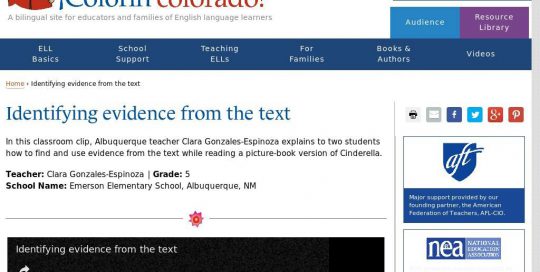 ¡Colorín colorado!
A bilingual site for educators and families of English language learners
Audience
Resource
Library
ELL
Basics
School
Support
Teaching
ELLs
For
Families
Books &
Authors
Videos
Home › Identifying evidence from the text
Identifying evidence from the text
In this classroom clip, Albuquerque teacher Clara Gonzales-Espinoza explains to two students
how to find and use evidence from the text while reading a picture-book version of Cinderella.
Teacher: Clara Gonzales-Espinoza | Grade: 5
School Name: Emerson Elementary School, Albuquerque, NM
Identifying evidence from the text
aft
Major support provided by our
founding partner, the American
Federation of Teachers, AFL-CIO.
nea
NATIONAL
EDUCATION
ASSOCIATION